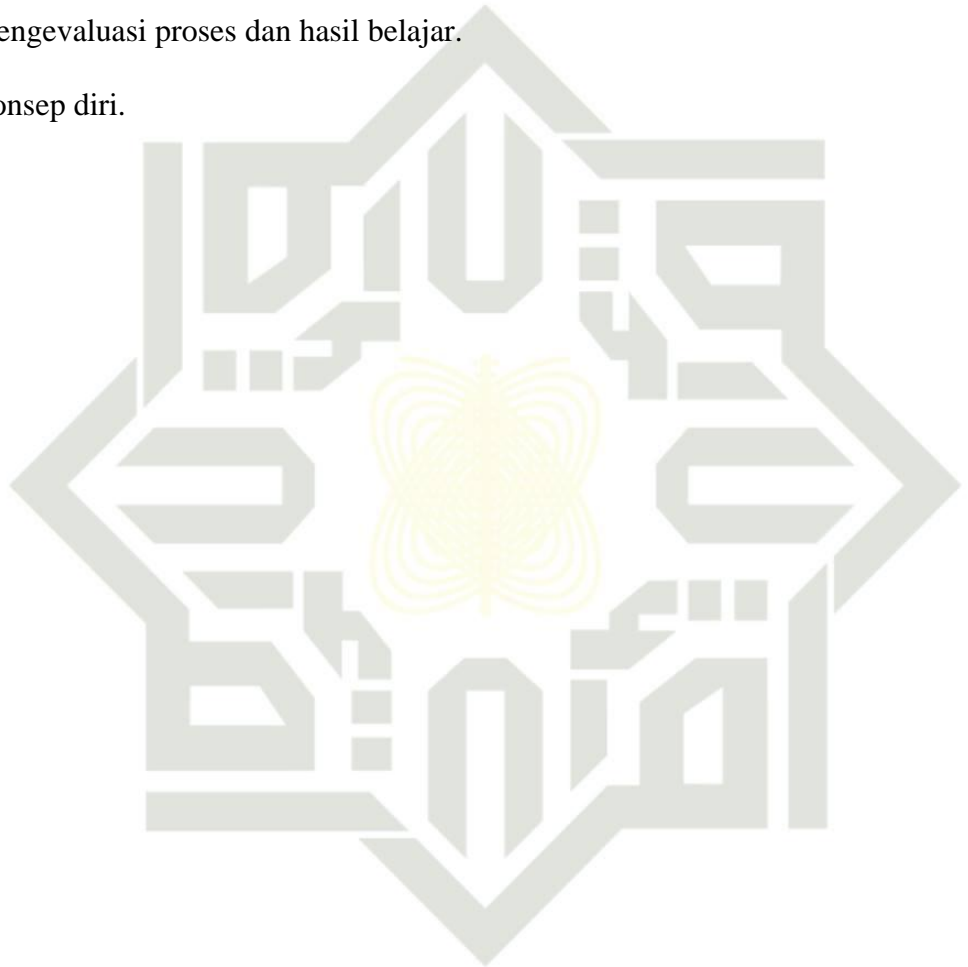 engevaluasi proses dan hasil belajar.
onsep diri.